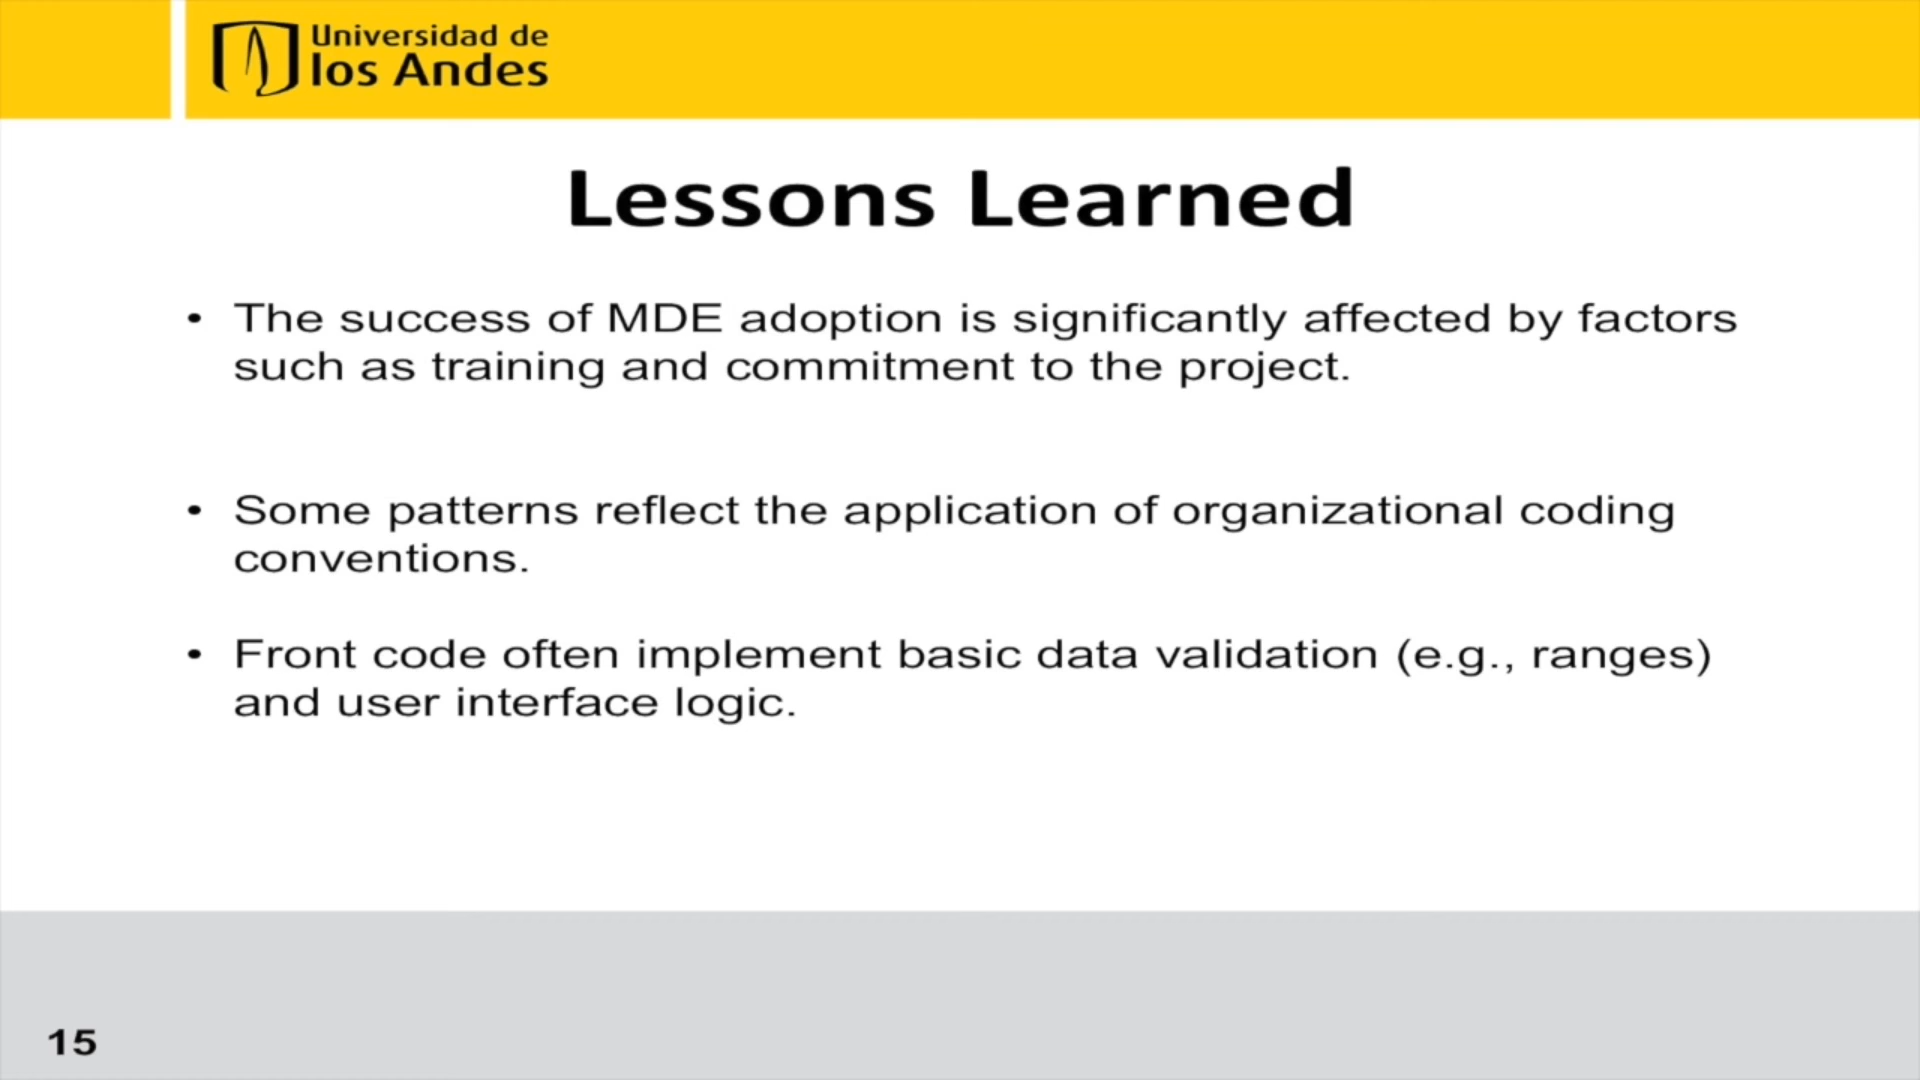 Universidad de
los Andes
Lessons Learned
• The success of MDE adoption is significantly affected by factors
such as training and commitment to the project.
• Some patterns reflect the application of organizational coding
conventions.
• Front code often implement basic data validation (e.g., ranges)
and user interface logic.
15